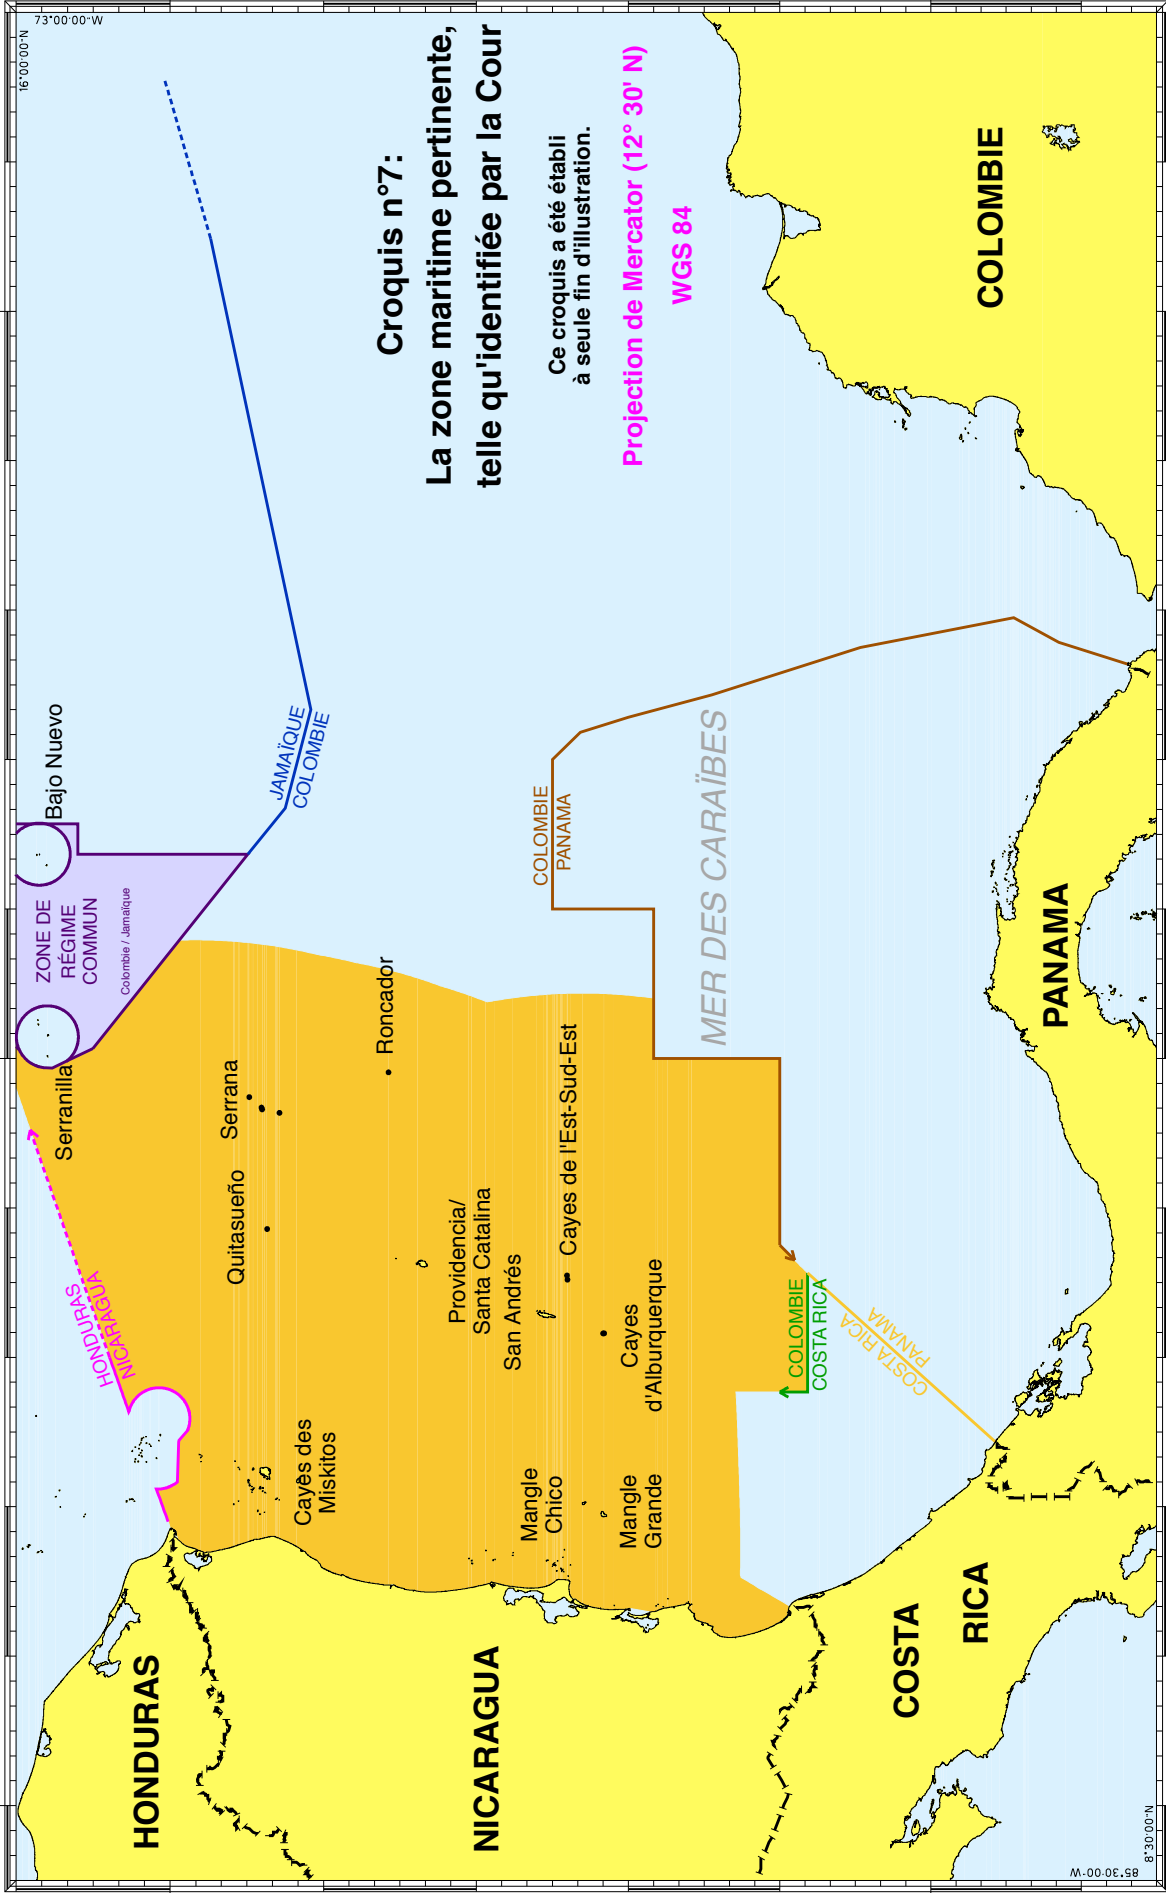 16°00'00"N
73°00'00"W
Croquis n°7:
La zone maritime pertinente,
telle qu'identifiée par la Cour
Ce croquis a été établi
à seule fin d'illustration.
Projection de Mercator (12° 30' N)
WGS 84
HONDURAS
NICARAGUA
Serranilla
ZONE DE
RÉGIME
COMMUN
Colombie / Jamaïque
Bajo Nuevo
JAMAÏQUE
COLOMBIE
Quitasueño
Serrana
Roncador
Cayes des
Miskitos
Providencia/
Santa Catalina
San Andrés
Cayes de l'Est-Sud-Est
Mangle
Chico
Mangle
Grande
Cayes
d'Alburquerque
COLOMBIE
PANAMA
MER DES CARAÏBES
COLOMBIE
COSTA RICA
COSTA RICA
PANAMA
HONDURAS
NICARAGUA
COSTA
RICA
PANAMA
COLOMBIE
8°30'00"N
85°30'00"W